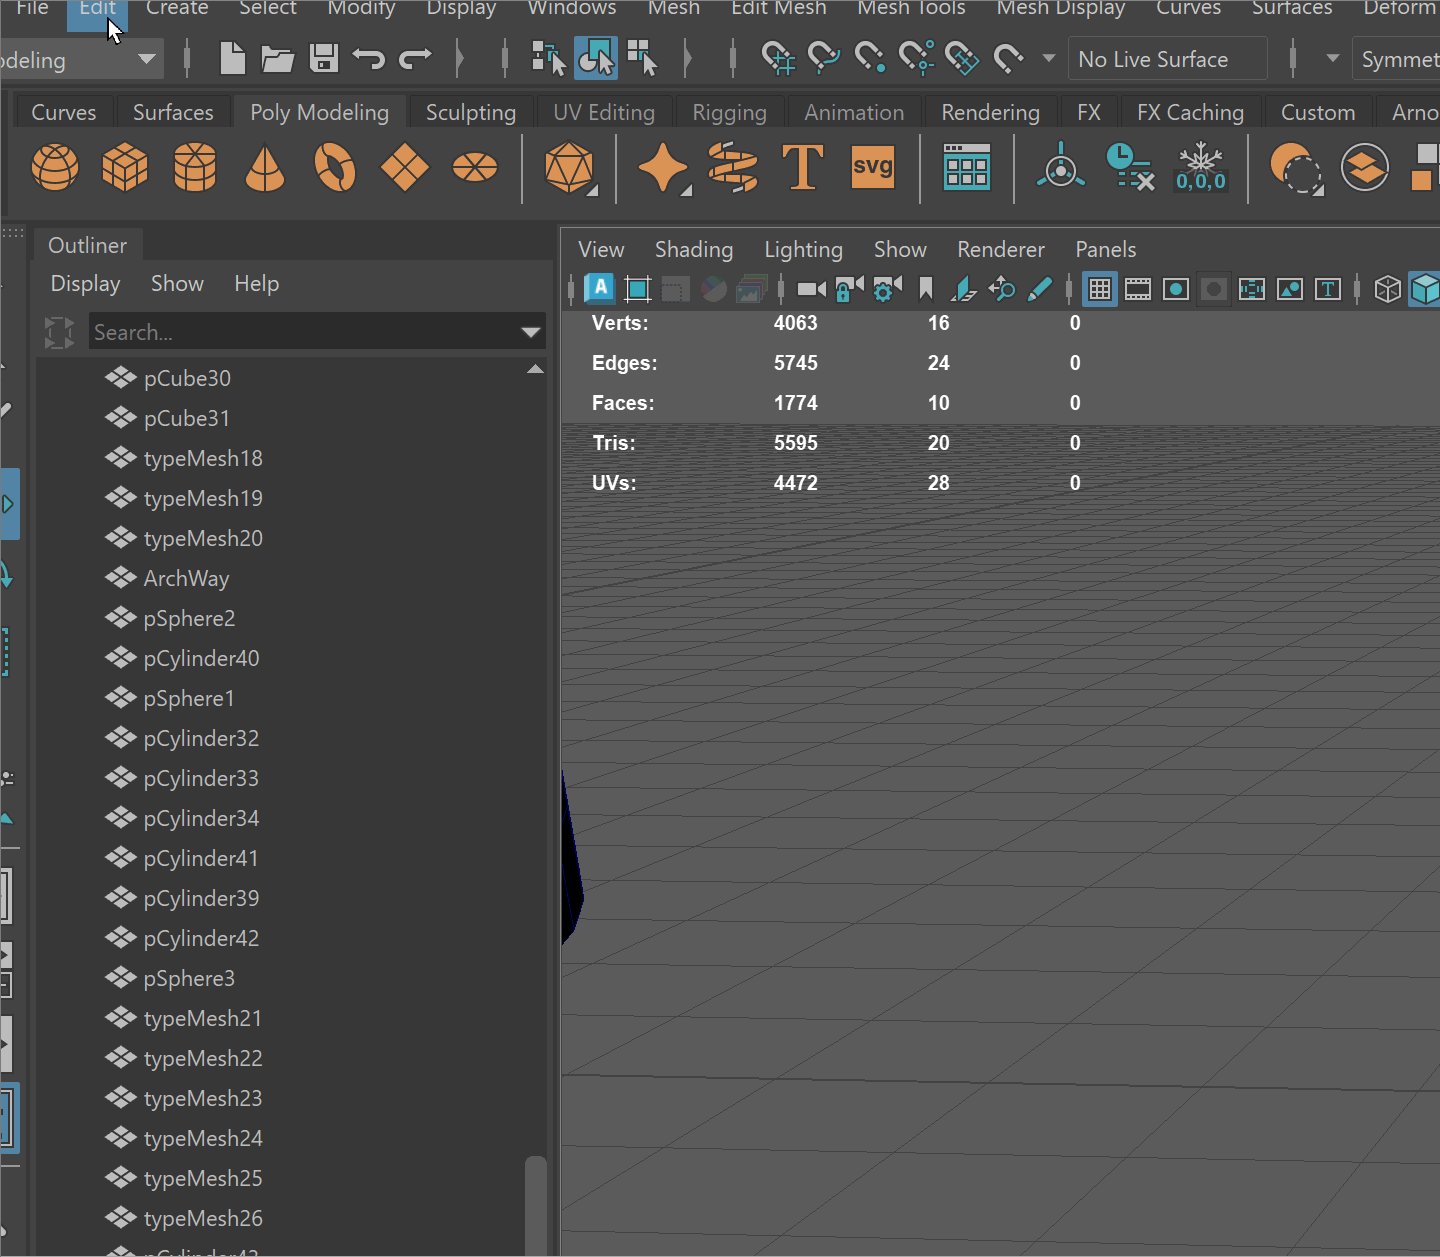 File Edit Create Select Modify Display Windows Mesh Edit Mesh Mesh Tools Mesh Display Curves Surfaces Deform
odeling No Live Surface Symmet
Curves Surfaces Poly Modeling Sculpting UV Editing Rigging Animation Rendering FX FX Caching Custom Arno
T svg 0,0,0
Outliner
Display Show Help
Search...
pCube30
pCube31
typeMesh18
typeMesh19
typeMesh20
ArchWay
pSphere2
pCylinder40
pSphere1
pCylinder32
pCylinder33
pCylinder34
pCylinder41
pCylinder39
pCylinder42
pSphere3
typeMesh21
typeMesh22
typeMesh23
typeMesh24
typeMesh25
typeMesh26
View Shading Lighting Show Renderer Panels
A T
Verts: 4063 16 0
Edges: 5745 24 0
Faces: 1774 10 0
Tris: 5595 20 0
UVs: 4472 28 0